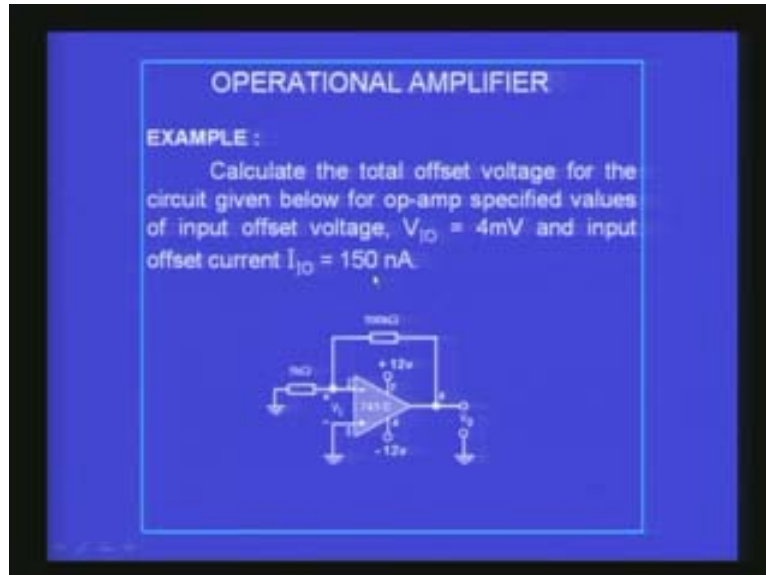 OPERATIONAL AMPLIFIER
EXAMPLE :
Calculate the total offset voltage for the
circuit given below for op-amp specified values
of input offset voltage, V_IO = 4mV and input
offset current I_IO = 150 nA.
+ 12v
- 12v